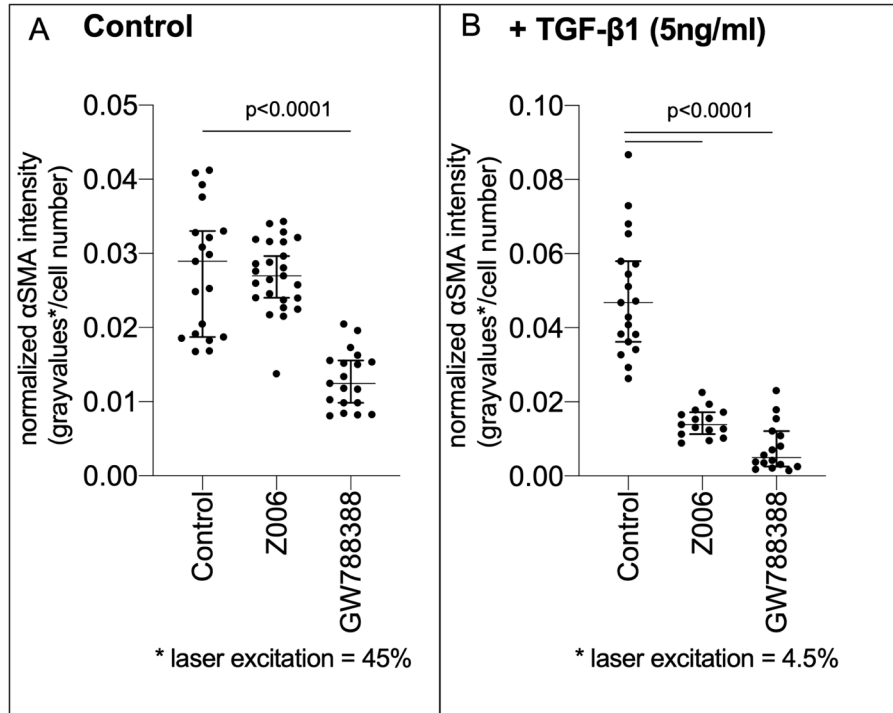 A Control
normalized αSMA intensity
(grayvalues*/cell number)
0.05
0.04
0.03
0.02
0.01
0.00
p<0.0001
Control
Z006
GW788388
* laser excitation = 45%
B + TGF-β1 (5ng/ml)
normalized αSMA intensity
(grayvalues*/cell number)
0.10
0.08
0.06
0.04
0.02
0.00
p<0.0001
Control
Z006
GW788388
* laser excitation = 4.5%